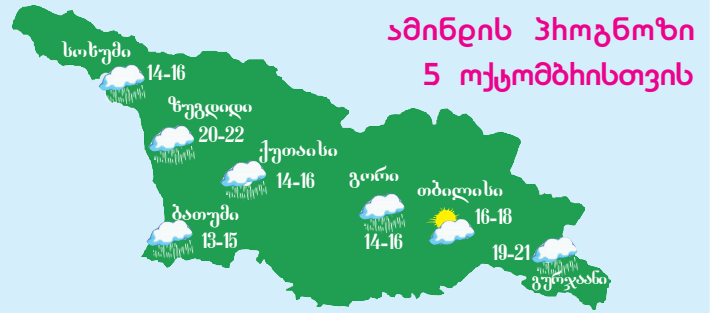 ამინდის პროგნოზი
5 ოქტომბრისთვის
სოხუმი
14-16
ზუგდიდი
20-22
ქუთაისი
14-16
გორი
14-16
თბილისი
16-18
ბათუმი
13-15
19-21
გურჯაანი